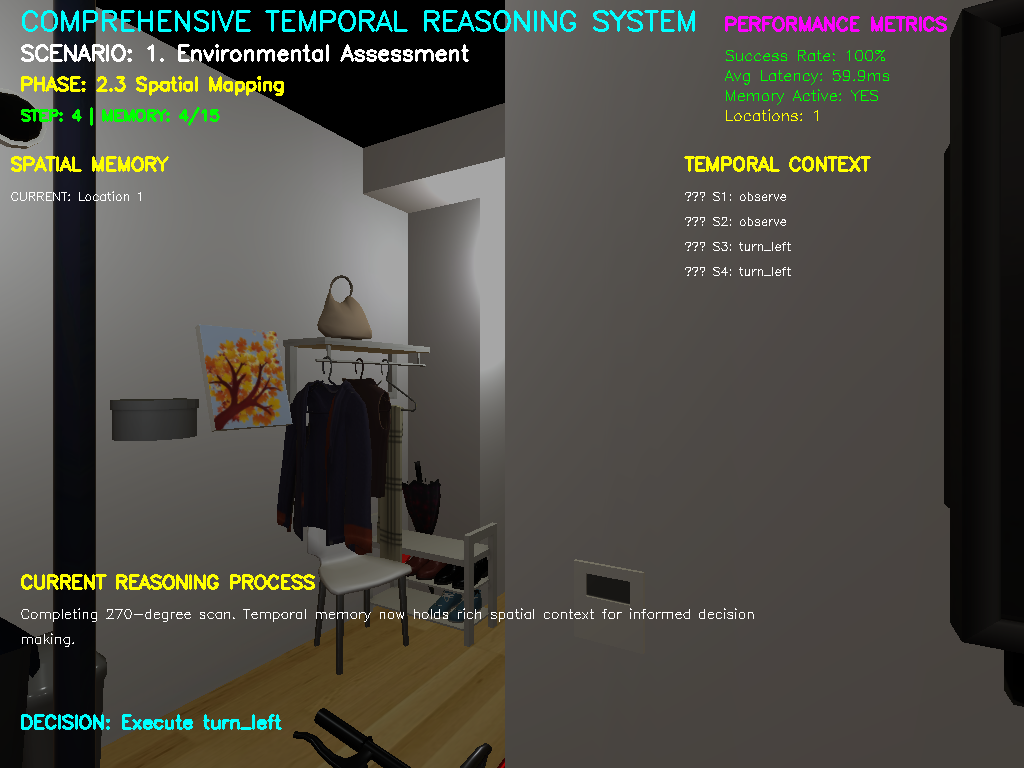 COMPREHENSIVE TEMPORAL REASONING SYSTEM
SCENARIO: 1. Environmental Assessment
PHASE: 2.3 Spatial Mapping
STEP: 4 | MEMORY: 4/15
PERFORMANCE METRICS
Success Rate: 100%
Avg Latency: 59.9ms
Memory Active: YES
Locations: 1
SPATIAL MEMORY
CURRENT: Location 1
TEMPORAL CONTEXT
??? S1: observe
??? S2: observe
??? S3: turn_left
??? S4: turn_left
CURRENT REASONING PROCESS
Completing 270-degree scan. Temporal memory now holds rich spatial context for informed decision
making.
DECISION: Execute turn_left